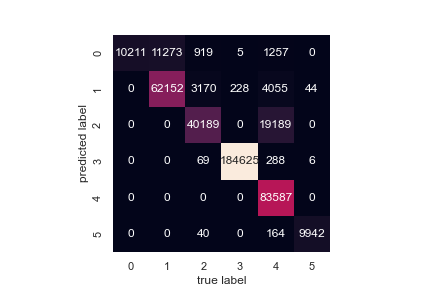 0 10211 11273 919 5 1257 0
1 0 62152 3170 228 4055 44
2 0 0 40189 0 19189 0
3 0 0 69 184625 288 6
4 0 0 0 0 83587 0
5 0 0 40 0 164 9942
0 1 2 3 4 5
predicted label
true label